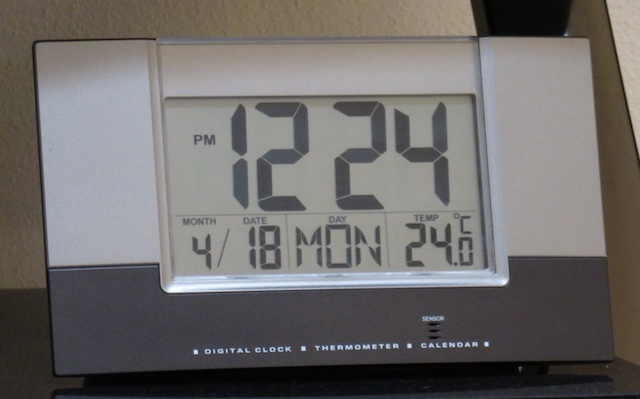 PM 12 24
MONTH DATE DAY TEMP
4/18 MON 24.0 °C
SENSOR
▪ DIGITAL CLOCK ▪ THERMOMETER ▪ CALENDAR ▪